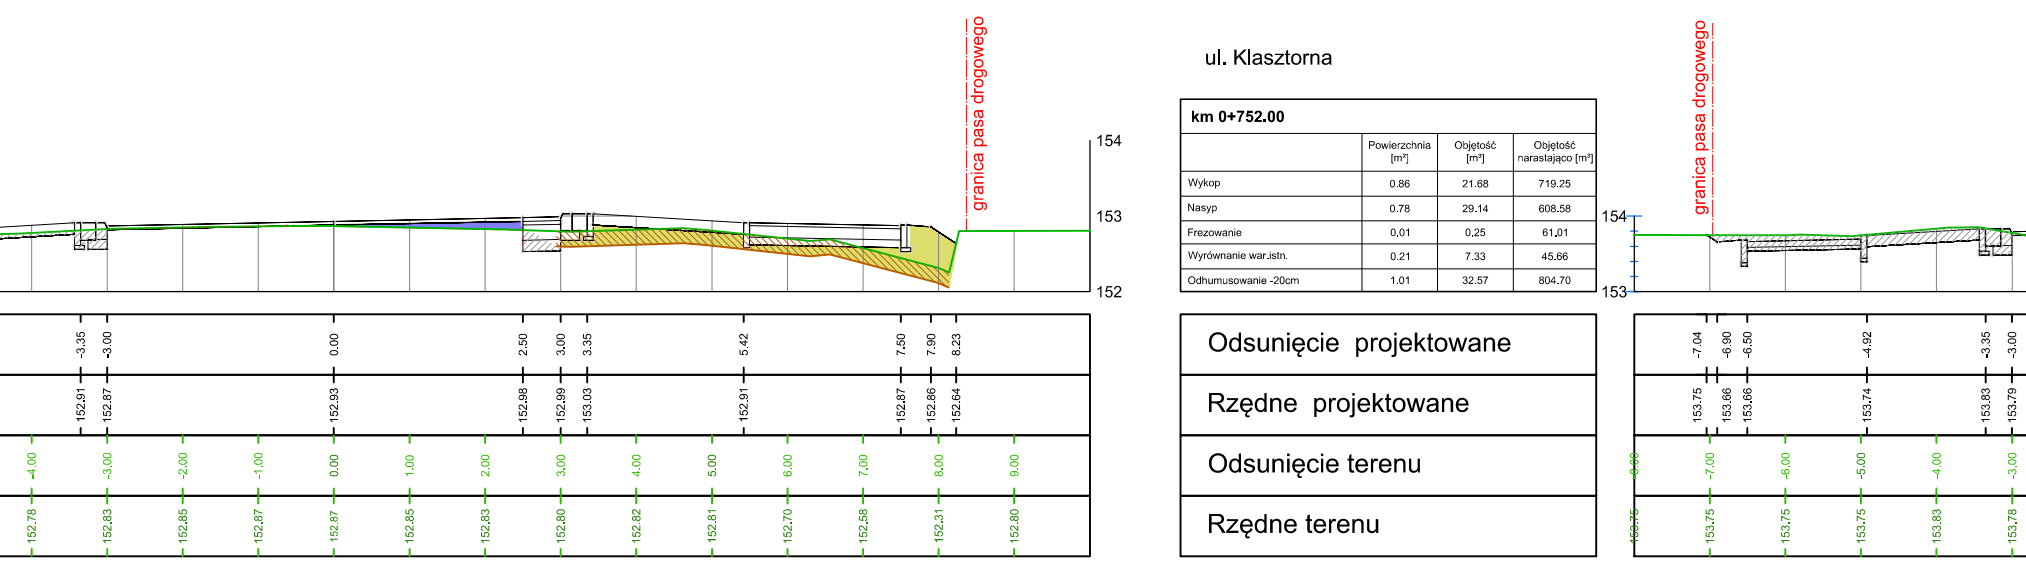 granica pasa drogowego
154
153
152
-3.35 -3.00 0.00 2.50 3.00 3.35 5.42 7.50 7.90 8.23
152.91 152.87 152.93 152.98 152.99 153.03 152.91 152.87 152.86 152.64
-4.00 -3.00 -2.00 -1.00 0.00 1.00 2.00 3.00 4.00 5.00 6.00 7.00 8.00 9.00
152.78 152.83 152.85 152.87 152.87 152.85 152.83 152.80 152.82 152.81 152.70 152.58 152.31 152.80
ul. Klasztorna
km 0+752.00
Powierzchnia [m²] Objętość [m³] Objętość narastająco [m³]
Wykop 0.86 21.68 719.25
Nasyp 0.78 29.14 608.58
Frezowanie 0,01 0,25 61,01
Wyrównanie war.istn. 0.21 7.33 45.66
Odhumusowanie -20cm 1.01 32.57 804.70
Odsunięcie projektowane
Rzędne projektowane
Odsunięcie terenu
Rzędne terenu
granica pasa drogowego
154
153
-7.04 -6.90 -6.50 -4.92 -3.35 -3.00
153.75 153.66 153.66 153.74 153.83 153.79
-8.00 -7.00 -6.00 -5.00 -4.00 -3.00
153.75 153.75 153.75 153.75 153.83 153.78